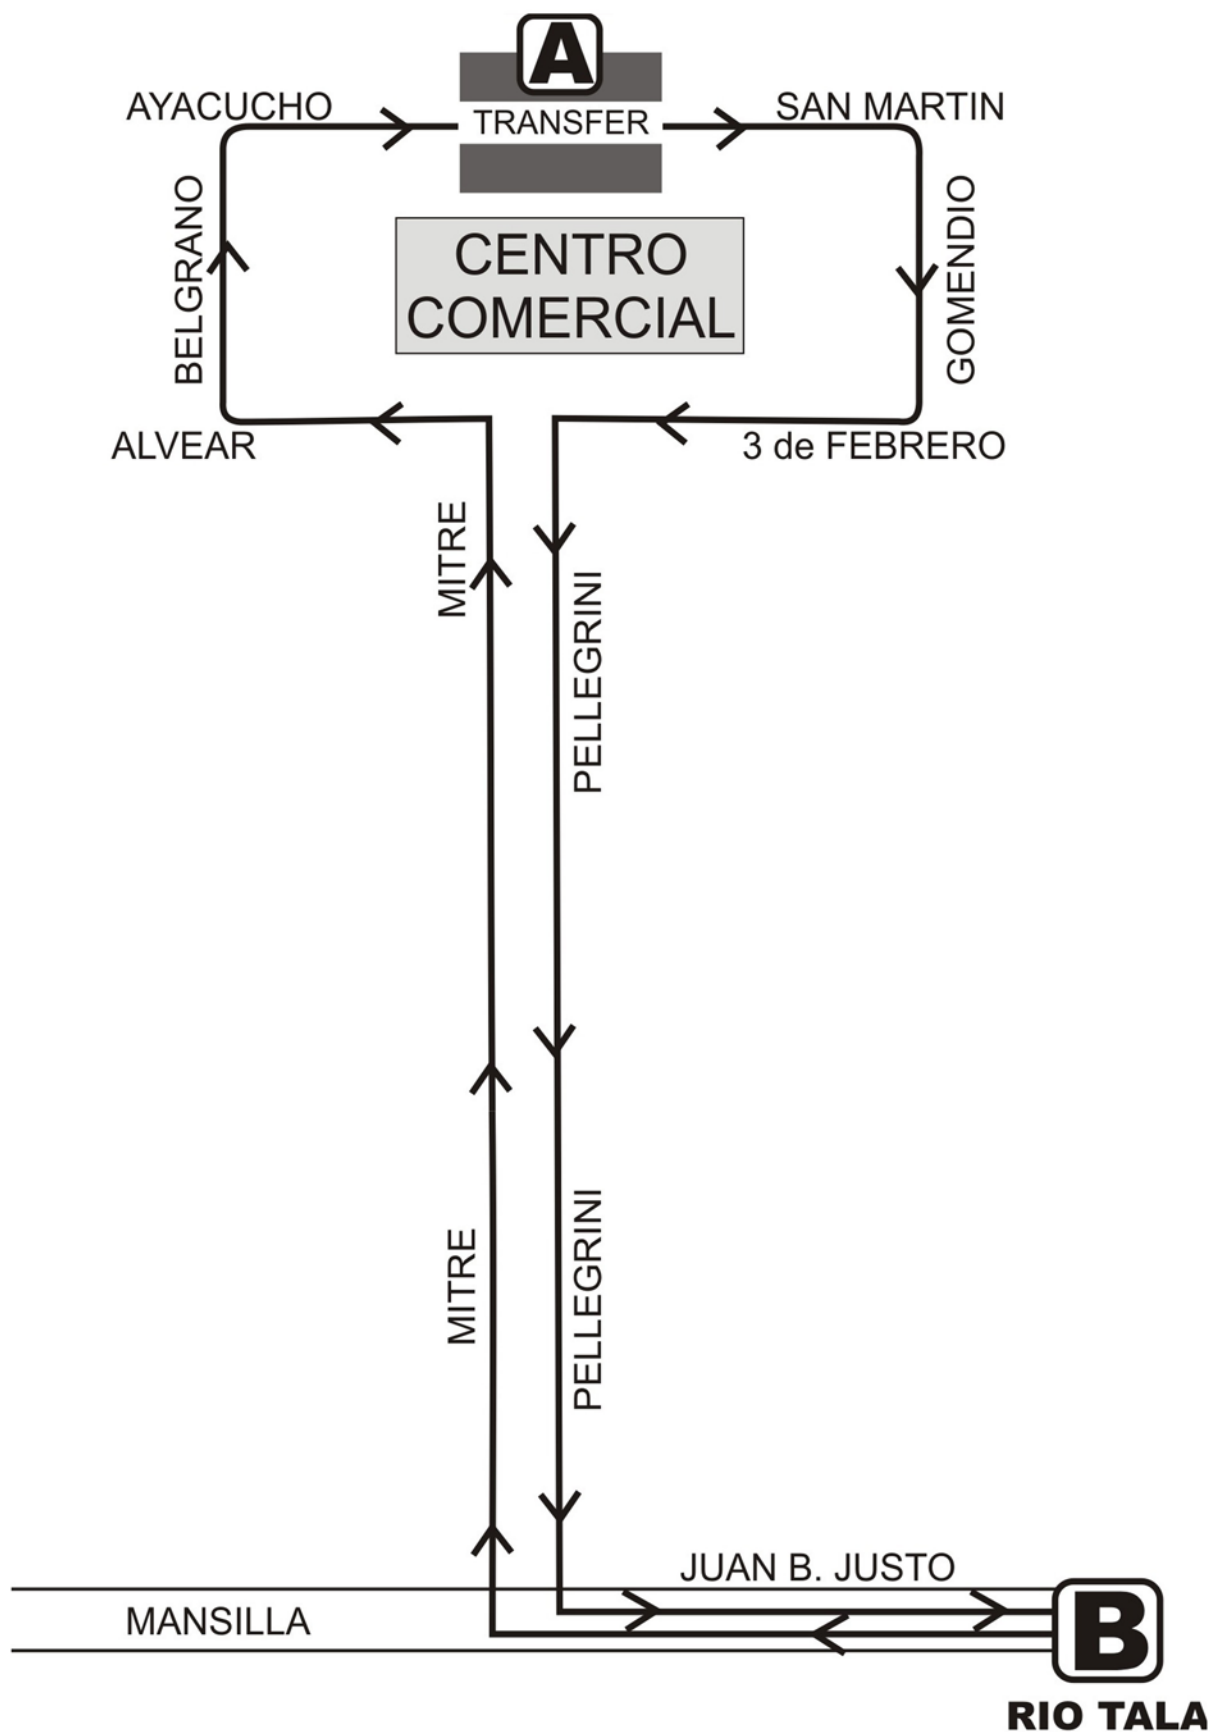 A
AYACUCHO
TRANSFER
SAN MARTIN
BELGRANO
CENTRO
COMERCIAL
GOMENDIO
ALVEAR
3 de FEBRERO
MITRE
PELLEGRINI
MITRE
PELLEGRINI
JUAN B. JUSTO
MANSILLA
B
RIO TALA